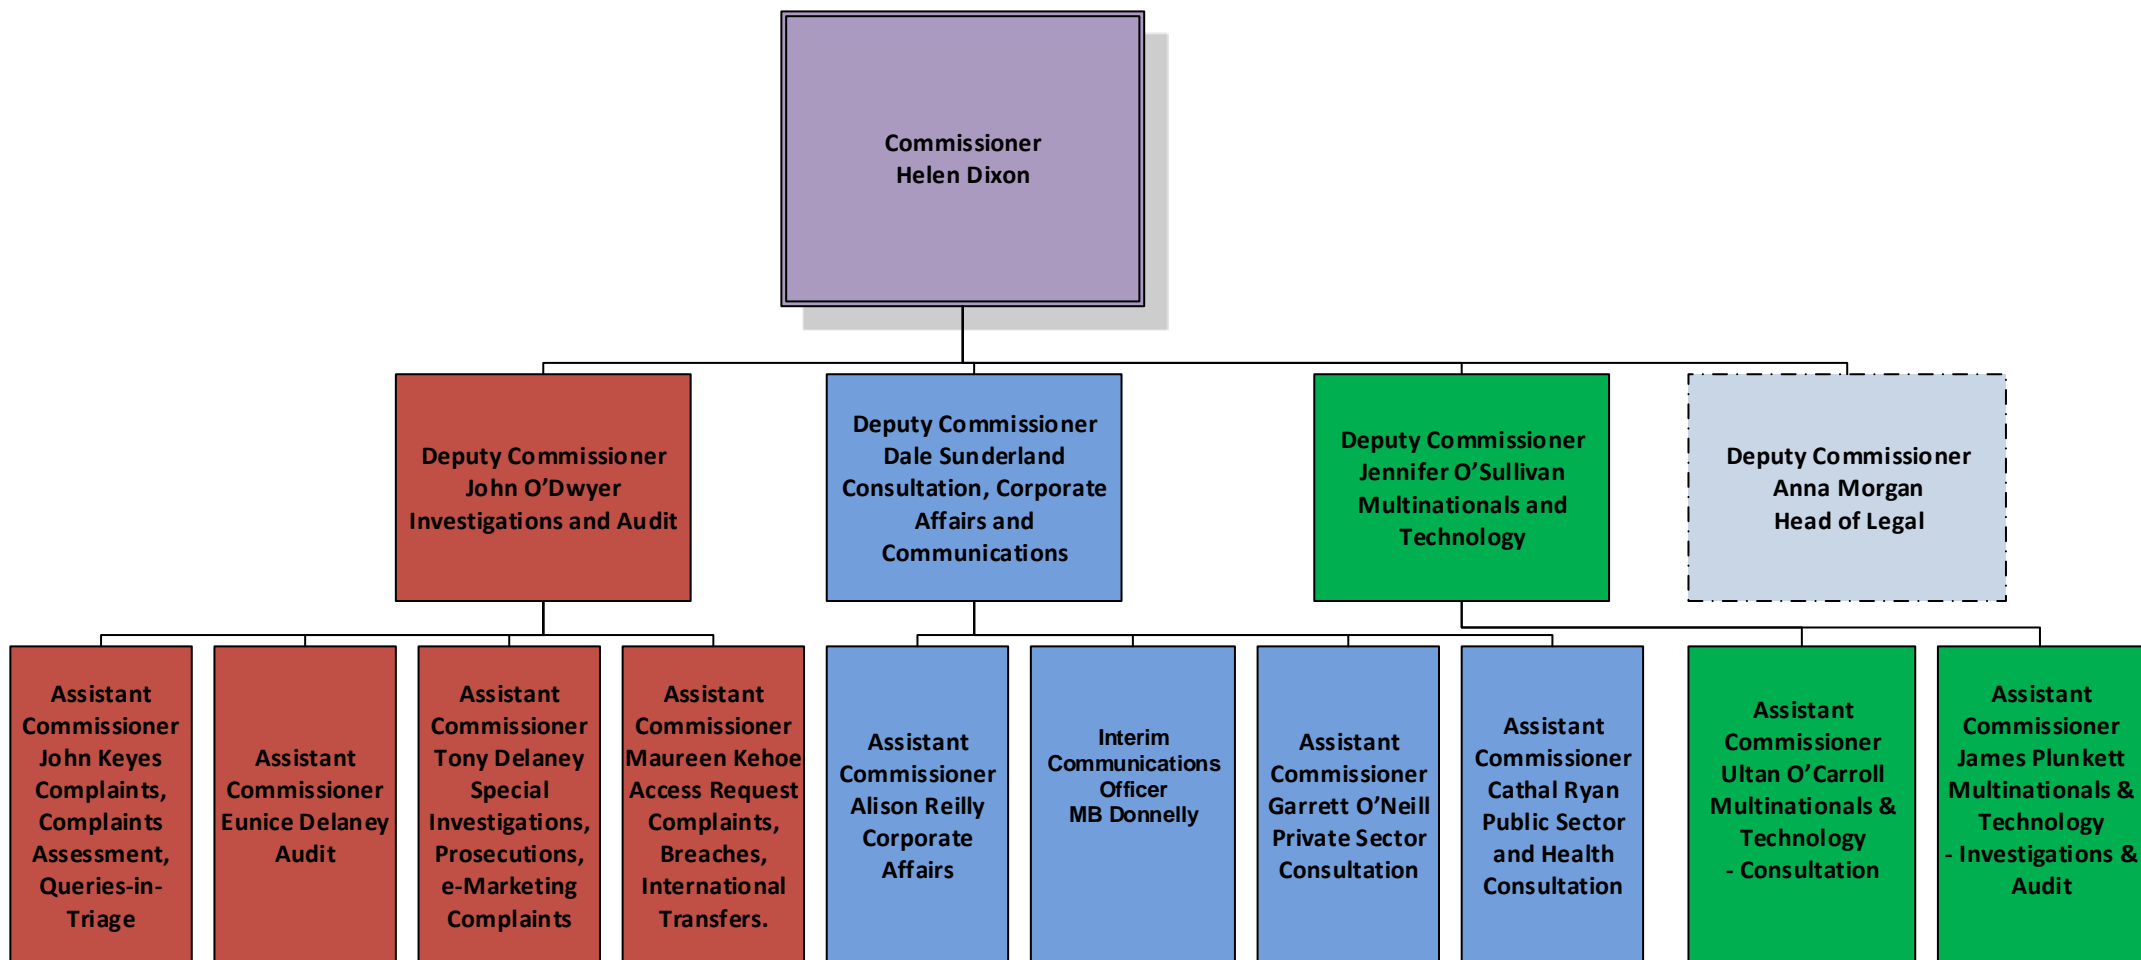 Commissioner
Helen Dixon
Deputy Commissioner
John O’Dwyer
Investigations and Audit
Deputy Commissioner
Dale Sunderland
Consultation, Corporate
Affairs and
Communications
Deputy Commissioner
Jennifer O’Sullivan
Multinationals and
Technology
Deputy Commissioner
Anna Morgan
Head of Legal
Assistant
Commissioner
John Keyes
Complaints,
Complaints
Assessment,
Queries-in-
Triage
Assistant
Commissioner
Eunice Delaney
Audit
Assistant
Commissioner
Tony Delaney
Special
Investigations,
Prosecutions,
e-Marketing
Complaints
Assistant
Commissioner
Maureen Kehoe
Access Request
Complaints,
Breaches,
International
Transfers.
Assistant
Commissioner
Alison Reilly
Corporate
Affairs
Interim
Communications
Officer
MB Donnelly
Assistant
Commissioner
Garrett O’Neill
Private Sector
Consultation
Assistant
Commissioner
Cathal Ryan
Public Sector
and Health
Consultation
Assistant
Commissioner
Ultan O’Carroll
Multinationals &
Technology
- Consultation
Assistant
Commissioner
James Plunkett
Multinationals &
Technology
- Investigations &
Audit